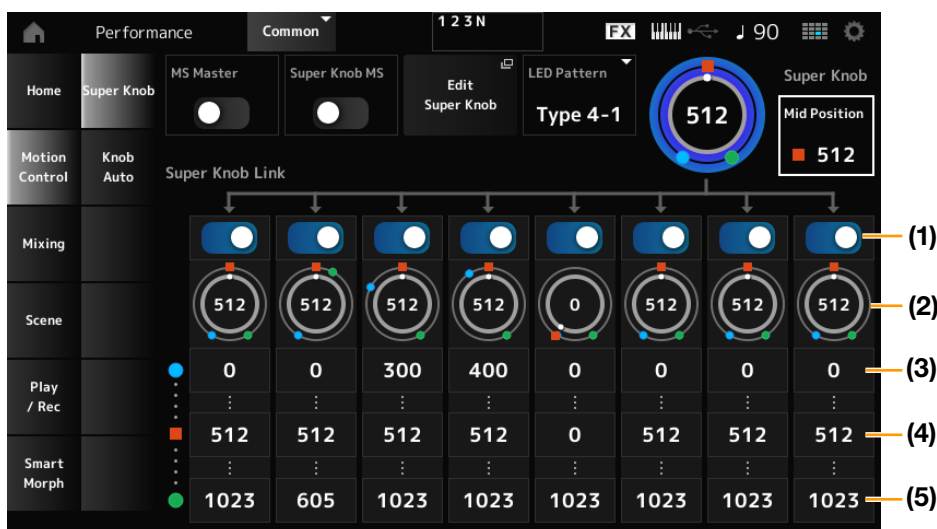 Performance
Common
1 2 3 N
FX
♩ 90
Home
Super Knob
MS Master
Super Knob MS
Edit
Super Knob
LED Pattern
Type 4-1
512
Super Knob
Mid Position
512
Motion
Control
Knob
Auto
Super Knob Link
Mixing
(1)
Scene
512 512 512 512 0 512 512 512 (2)
Play
/ Rec
0 0 300 400 0 0 0 0 (3)
512 512 512 512 0 512 512 512 (4)
Smart
Morph
1023 605 1023 1023 1023 1023 1023 1023 (5)